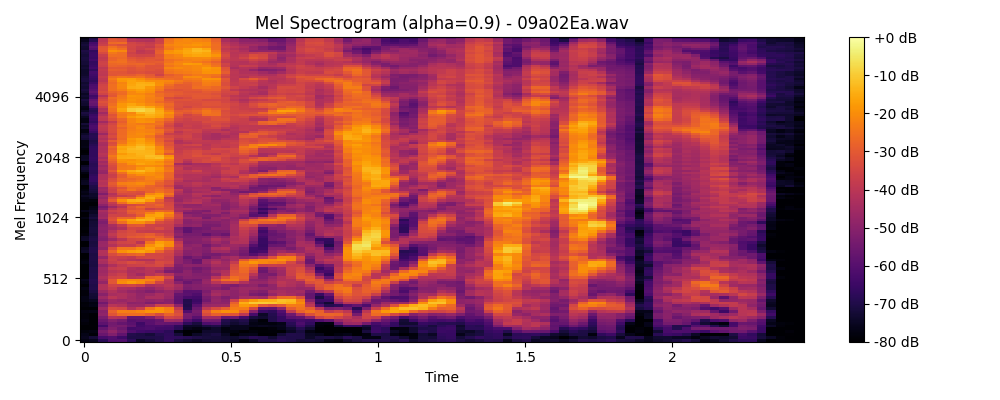 Mel Spectrogram (alpha=0.9) - 09a02Ea.wav
Mel Frequency
4096
2048
1024
512
0
0
0.5
1
1.5
2
Time
+0 dB
-10 dB
-20 dB
-30 dB
-40 dB
-50 dB
-60 dB
-70 dB
-80 dB